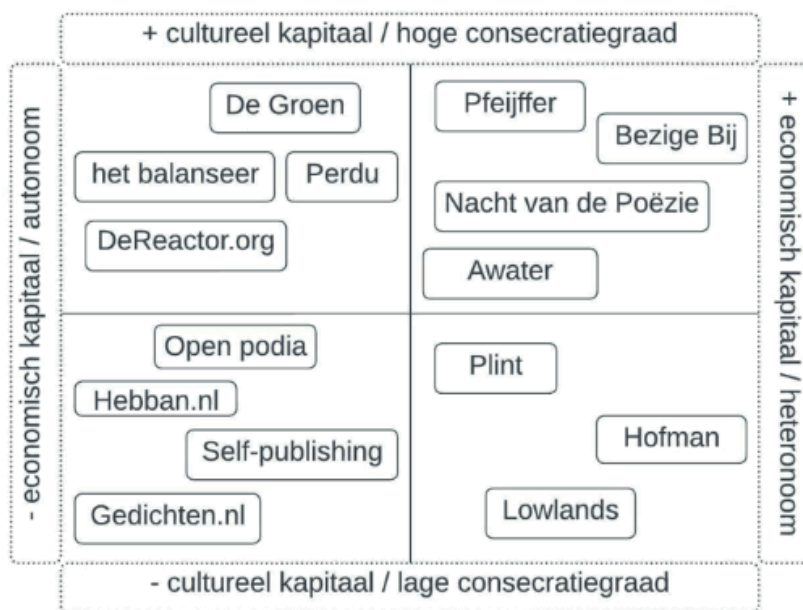 + cultureel kapitaal / hoge consecratiegraad
- economisch kapitaal / autonoom
De Groen
het balanseer
Perdu
DeReactor.org
Pfeijffer
Bezige Bij
Nacht van de Poëzie
Awater
Open podia
Hebban.nl
Self-publishing
Gedichten.nl
Plint
Hofman
Lowlands
+ economisch kapitaal / heteronoom
- cultureel kapitaal / lage consecratiegraad